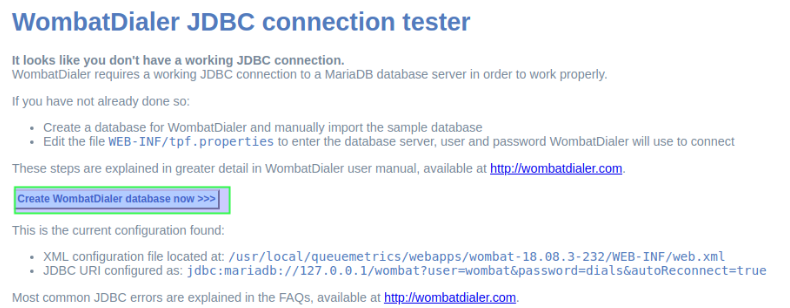 WombatDialer JDBC connection tester
It looks like you don't have a working JDBC connection.
WombatDialer requires a working JDBC connection to a MariaDB database server in order to work properly.
If you have not already done so:
• Create a database for WombatDialer and manually import the sample database
• Edit the file WEB-INF/tpf.properties to enter the database server, user and password WombatDialer will use to connect
These steps are explained in greater detail in WombatDialer user manual, available at http://wombatdialer.com.
Create WombatDialer database now >>>
This is the current configuration found:
• XML configuration file located at: /usr/local/queuemetrics/webapps/wombat-18.08.3-232/WEB-INF/web.xml
• JDBC URI configured as: jdbc:mariadb://127.0.0.1/wombat?user=wombat&password=dials&autoReconnect=true
Most common JDBC errors are explained in the FAQs, available at http://wombatdialer.com.